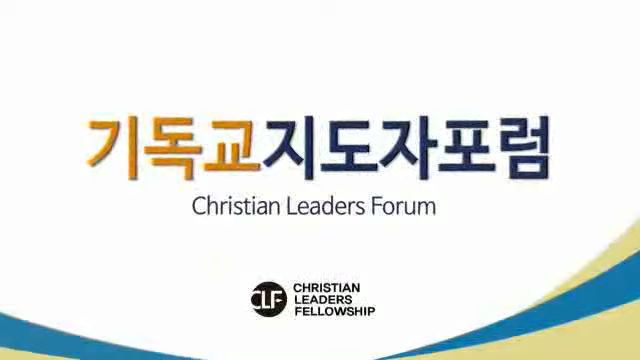 기독교지도자포럼
Christian Leaders Forum
CLF
CHRISTIAN
LEADERS
FELLOWSHIP